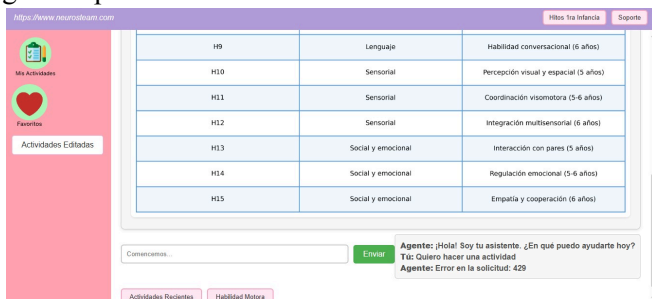 https://www.neurosteam.com
Hitos 1ra Infancia
Soporte
Mis Actividades
Favoritos
Actividades Editadas
H9 Lenguaje Habilidad conversacional (6 años)
H10 Sensorial Percepción visual y espacial (5 años)
H11 Sensorial Coordinación visomotora (5-6 años)
H12 Sensorial Integración multisensorial (6 años)
H13 Social y emocional Interacción con pares (5 años)
H14 Social y emocional Regulación emocional (5-6 años)
H15 Social y emocional Empatía y cooperación (6 años)
Comencemos...
Enviar
Agente: ¡Hola! Soy tu asistente. ¿En qué puedo ayudarte hoy?
Tú: Quiero hacer una actividad
Agente: Error en la solicitud: 429
Actividades Recientes
Habilidad Motora